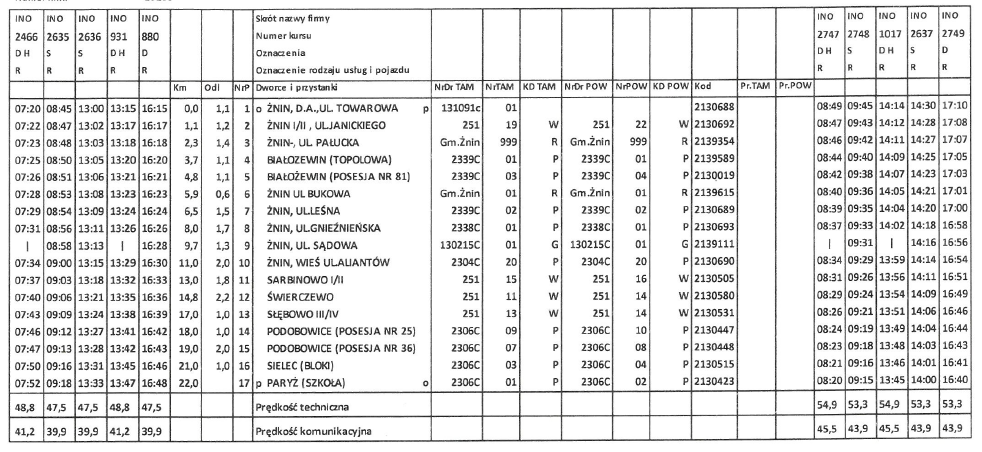 INO INO INO INO INO Skrót nazwy firmy INO INO INO INO INO
2466 2635 2636 931 880 Numer kursu 2747 2748 1017 2637 2749
D H S S D H D Oznaczenia D H S D H S D
R R R R R Oznaczenie rodzaju usług i pojazdu R R R R R
Km Odl NrP Dworce i przystanki NrDr TAM NrTAM KD TAM NrDr POW NrPOW KD POW Kod Pr.TAM Pr.POW
07:20 08:45 13:00 13:15 16:15 0,0 1,1 1 o ŻNIN, D.A.,UL. TOWAROWA p 131091c 01 2130688 08:49 09:45 14:14 14:30 17:10
07:22 08:47 13:02 13:17 16:17 1,1 1,2 2 ŻNIN I/II , UL.JANICKIEGO 251 19 W 251 22 W 2130692 08:47 09:43 14:12 14:28 17:08
07:23 08:48 13:03 13:18 16:18 2,3 1,4 3 ŻNIN-, UL. PAŁUCKA Gm.Żnin 999 R Gm.Żnin 999 R 2139354 08:46 09:42 14:11 14:27 17:07
07:25 08:50 13:05 13:20 16:20 3,7 1,1 4 BIAŁOŻEWIN (TOPOLOWA) 2339C 01 P 2339C 01 P 2139589 08:44 09:40 14:09 14:25 17:05
07:26 08:51 13:06 13:21 16:21 4,8 1,1 5 BIAŁOŻEWIN (POSESJA NR 81) 2339C 03 P 2339C 04 P 2130019 08:42 09:38 14:07 14:23 17:03
07:28 08:53 13:08 13:23 16:23 5,9 0,6 6 ŻNIN UL BUKOWA Gm.Żnin 01 R Gm.Żnin 01 R 2139615 08:40 09:36 14:05 14:21 17:01
07:29 08:54 13:09 13:24 16:24 6,5 1,5 7 ŻNIN, UL.LEŚNA 2339C 02 P 2339C 02 P 2130689 08:39 09:35 14:04 14:20 17:00
07:31 08:56 13:11 13:26 16:26 8,0 1,7 8 ŻNIN, UL.GNIEŹNIEŃSKA 2338C 01 P 2338C 01 P 2130693 08:37 09:33 14:02 14:18 16:58
| 08:58 13:13 | 16:28 9,7 1,3 9 ŻNIN, UL. SĄDOWA 130215C 01 G 130215C 01 G 2139111 | 09:31 | 14:16 16:56
07:34 09:00 13:15 13:29 16:30 11,0 2,0 10 ŻNIN, WIEŚ UL.ALIANTÓW 2304C 20 P 2304C 20 P 2130690 08:34 09:29 13:59 14:14 16:54
07:37 09:03 13:18 13:32 16:33 13,0 1,8 11 SARBINOWO I/II 251 15 W 251 16 W 2130505 08:31 09:26 13:56 14:11 16:51
07:40 09:06 13:21 13:35 16:36 14,8 2,2 12 ŚWIERCZEWO 251 11 W 251 14 W 2130580 08:29 09:24 13:54 14:09 16:49
07:43 09:09 13:24 13:38 16:39 17,0 1,0 13 SŁĘBOWO III/IV 251 13 W 251 14 W 2130531 08:26 09:21 13:51 14:06 16:46
07:46 09:12 13:27 13:41 16:42 18,0 1,0 14 PODOBOWICE (POSESJA NR 25) 2306C 09 P 2306C 10 P 2130447 08:24 09:19 13:49 14:04 16:44
07:47 09:13 13:28 13:42 16:43 19,0 2,0 15 PODOBOWICE (POSESJA NR 36) 2306C 07 P 2306C 08 P 2130448 08:23 09:18 13:48 14:03 16:43
07:50 09:16 13:31 13:45 16:46 21,0 1,0 16 SIELEC (BLOKI) 2306C 03 P 2306C 04 P 2130515 08:21 09:16 13:46 14:01 16:41
07:52 09:18 13:33 13:47 16:48 22,0 17 p PARYŻ (SZKOŁA) o 2306C 01 P 2306C 02 P 2130423 08:20 09:15 13:45 14:00 16:40
48,8 47,5 47,5 48,8 47,5 Prędkość techniczna 54,9 53,3 54,9 53,3 53,3
41,2 39,9 39,9 41,2 39,9 Prędkość komunikacyjna 45,5 43,9 45,5 43,9 43,9